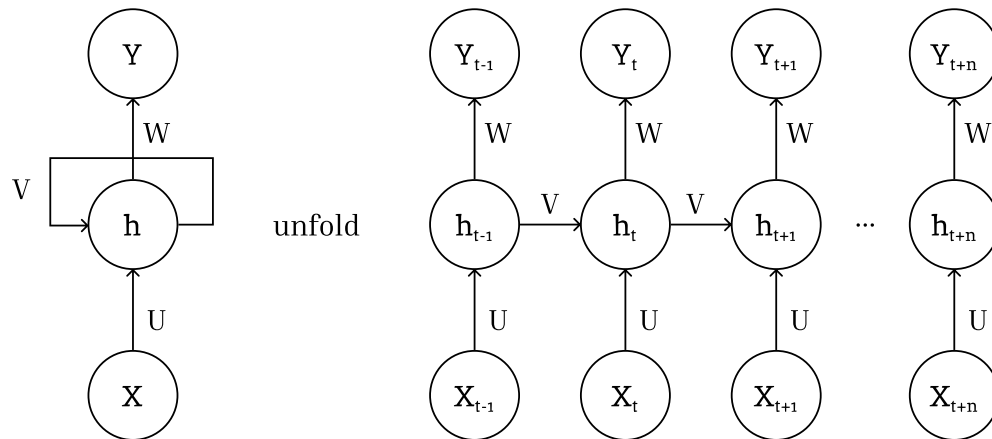 Y Y_{t-1} Y_t Y_{t+1} Y_{t+n}
W W W W W
V V V
h unfold h_{t-1} h_t h_{t+1} ... h_{t+n}
U U U U U
X X_{t-1} X_t X_{t+1} X_{t+n}